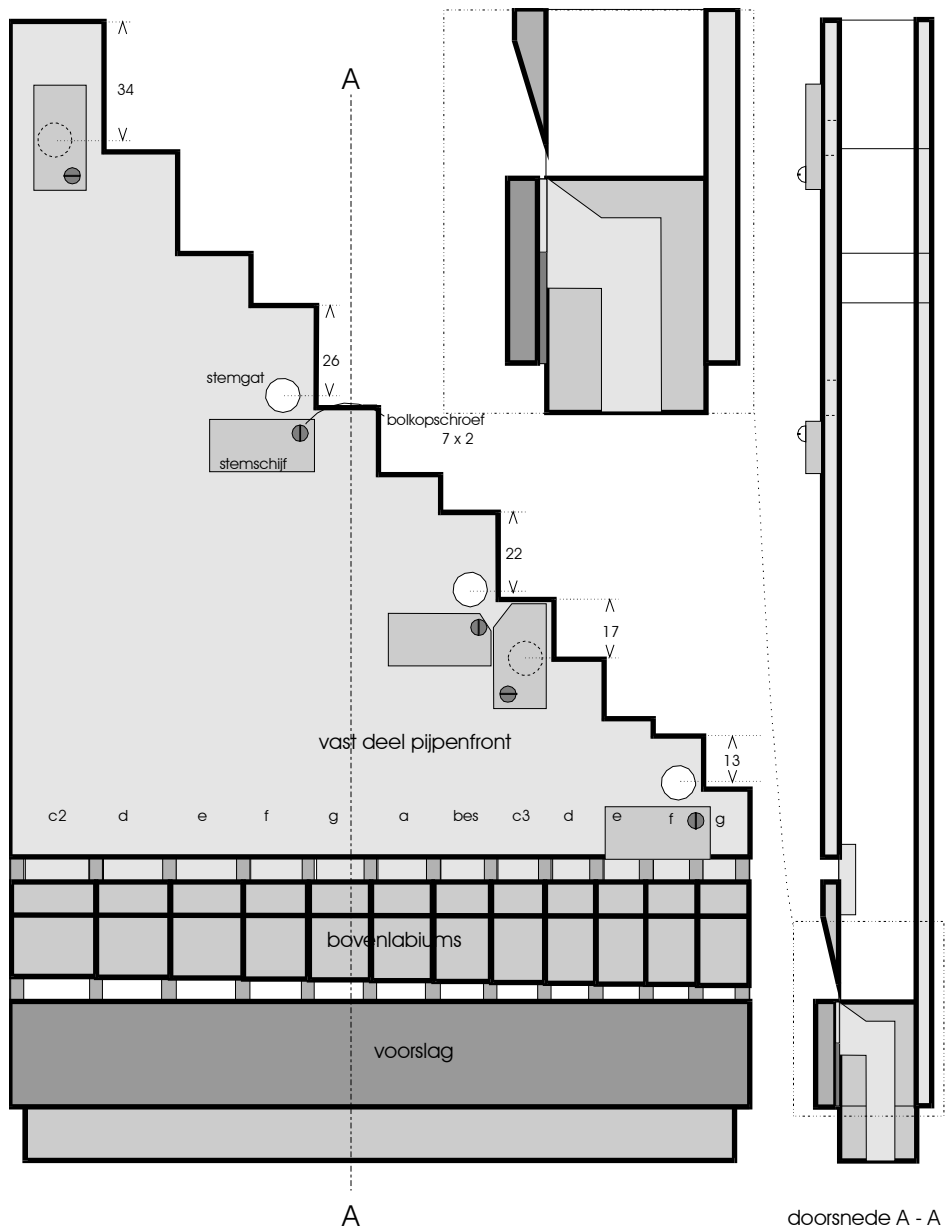 A
34
26
stemgat
bolkopschroef
7 x 2
stemschijf
22
17
vast deel pijpenfront
13
c2 d e f g a bes c3 d e f g
bovenlabiums
voorslag
A
doorsnede A - A